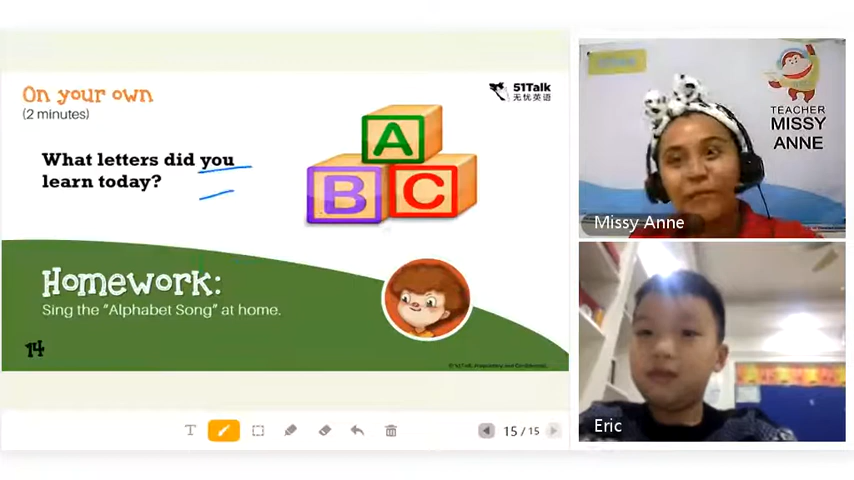 On your own
(2 minutes)
What letters did you
learn today?
51Talk
无忧英语
A
B
C
Homework:
Sing the "Alphabet Song" at home.
14
T
15 / 15
TEACHER
MISSY
ANNE
Missy Anne
Eric